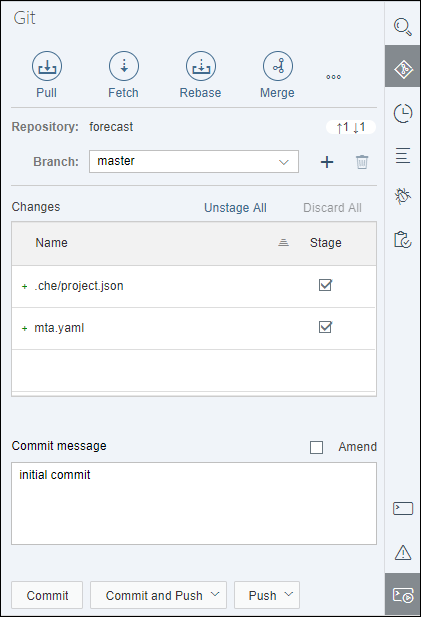 Git
Pull Fetch Rebase Merge
Repository: forecast ↑1 ↓1
Branch: master
Changes Unstage All Discard All
Name Stage
+ .che/project.json
+ mta.yaml
Commit message Amend
initial commit
Commit Commit and Push Push